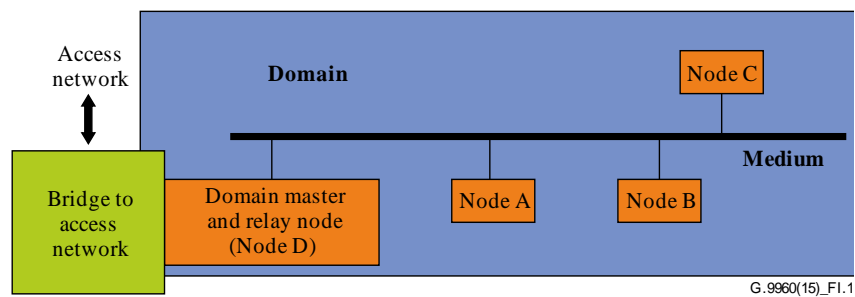 Access
network
Domain
Node C
Medium
Bridge to
access
network
Domain master
and relay node
(Node D)
Node A
Node B
G.9960(15)_FI.1